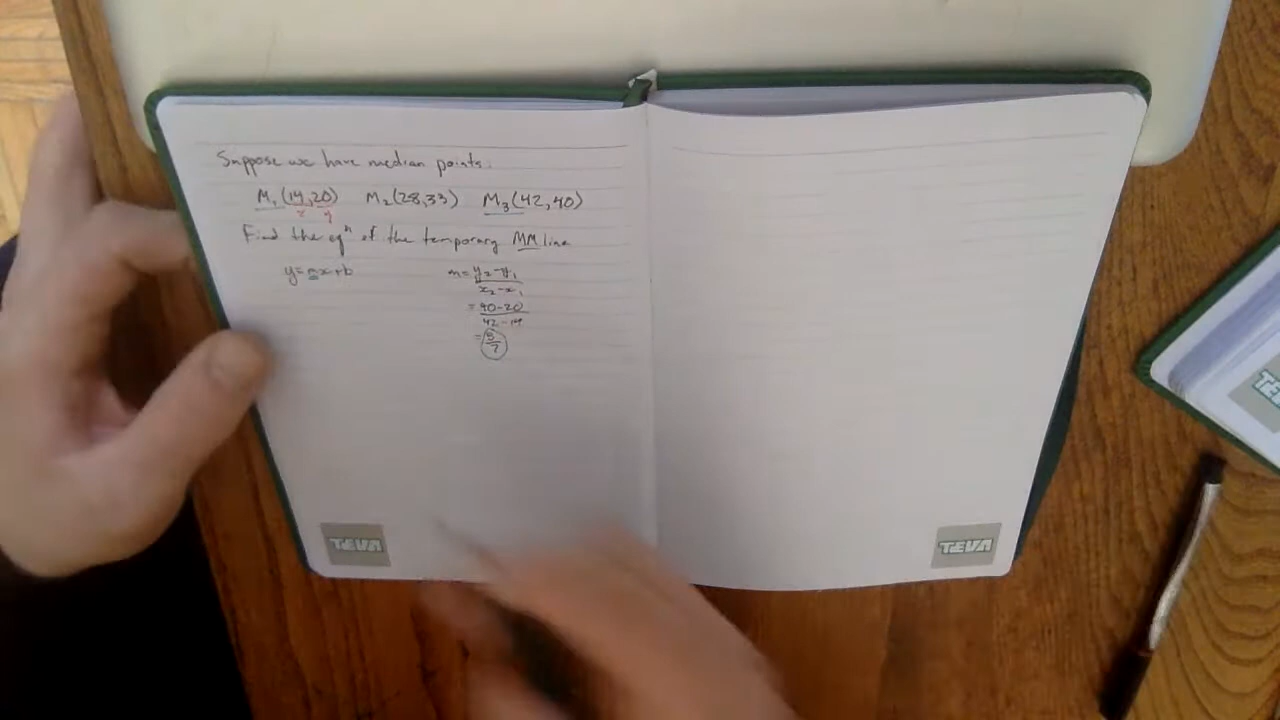 Suppose we have median points.
M₁(14,20) M₂(28,33) M₃(42,40)
x y
Find the eqⁿ of the temporary MM line
y=mx+b
m=y₂-y₁/x₂-x₁
=40-20/42-14
=5/7
TEVA
TEVA